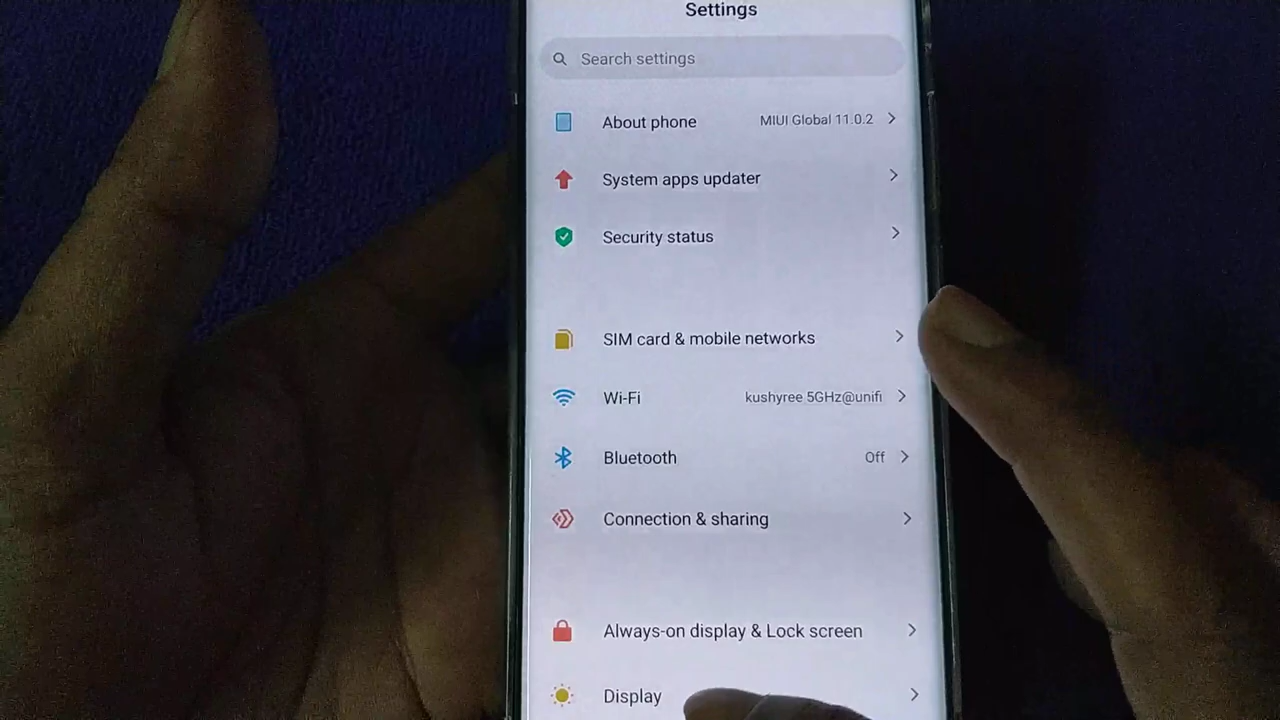 Settings
Search settings
About phone MIUI Global 11.0.2
System apps updater
Security status
SIM card & mobile networks
Wi-Fi kushyree 5GHz@unifi
Bluetooth Off
Connection & sharing
Always-on display & Lock screen
Display